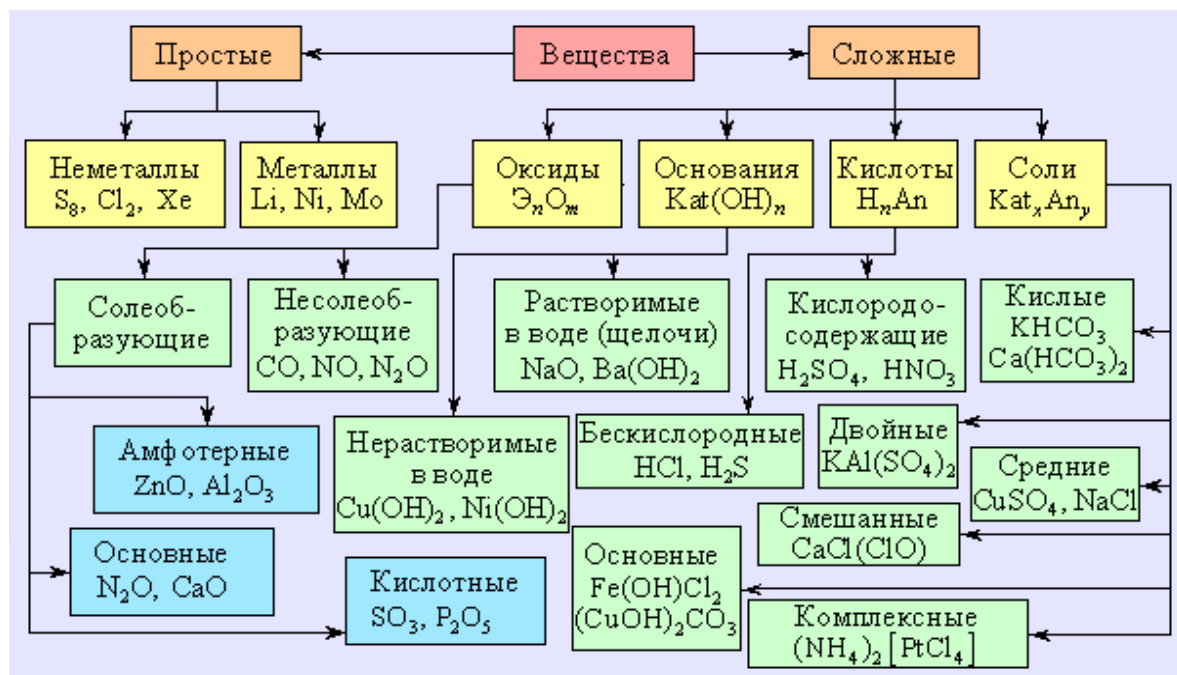 Простые
Вещества
Сложные
Неметаллы
S₈, Cl₂, Xe
Металлы
Li, Ni, Mo
Оксиды
ЭₙOₘ
Основания
Kat(OH)ₙ
Кислоты
HₙAn
Соли
KatₓAnᵧ
Солеоб-
разующие
Несолеоб-
разующие
CO, NO, N₂O
Растворимые
в воде (щелочи)
NaO, Ba(OH)₂
Кислородо-
содержащие
H₂SO₄, HNO₃
Кислые
KHCO₃
Ca(HCO₃)₂
Амфотерные
ZnO, Al₂O₃
Нерастворимые
в воде
Cu(OH)₂, Ni(OH)₂
Бескислородные
HCl, H₂S
Двойные
KAl(SO₄)₂
Средние
CuSO₄, NaCl
Смешанные
CaCl(ClO)
Основные
N₂O, CaO
Кислотные
SO₃, P₂O₅
Основные
Fe(OH)Cl₂
(CuOH)₂CO₃
Комплексные
(NH₄)₂[PtCl₄]